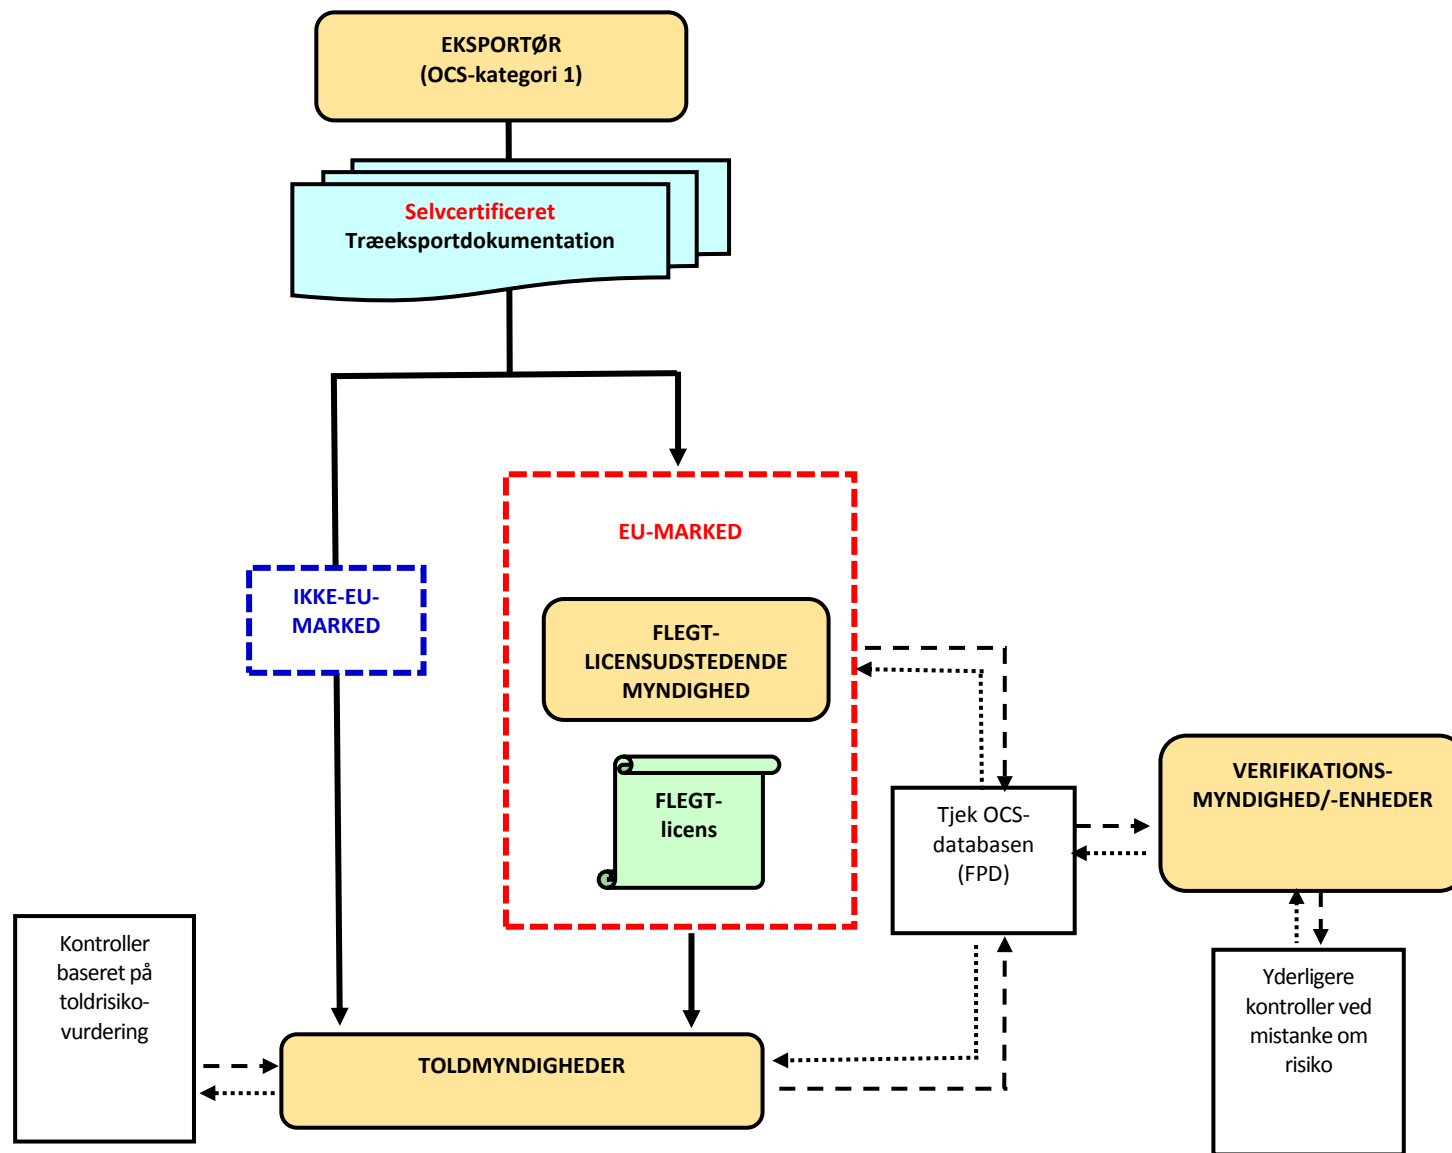 EKSPORTØR
(OCS-kategori 1)
Selvcertificeret
Træeksportdokumentation
EU-MARKED
IKKE-EU-
MARKED
FLEGT-
LICENSUDSTEDENDE
MYNDIGHED
FLEGT-
licens
Tjek OCS-
databasen
(FPD)
VERIFIKATIONS-
MYNDIGHED/-ENHEDER
Kontroller
baseret på
toldrisiko-
vurdering
Yderligere
kontroller ved
mistanke om
risiko
TOLDMYNDIGHEDER